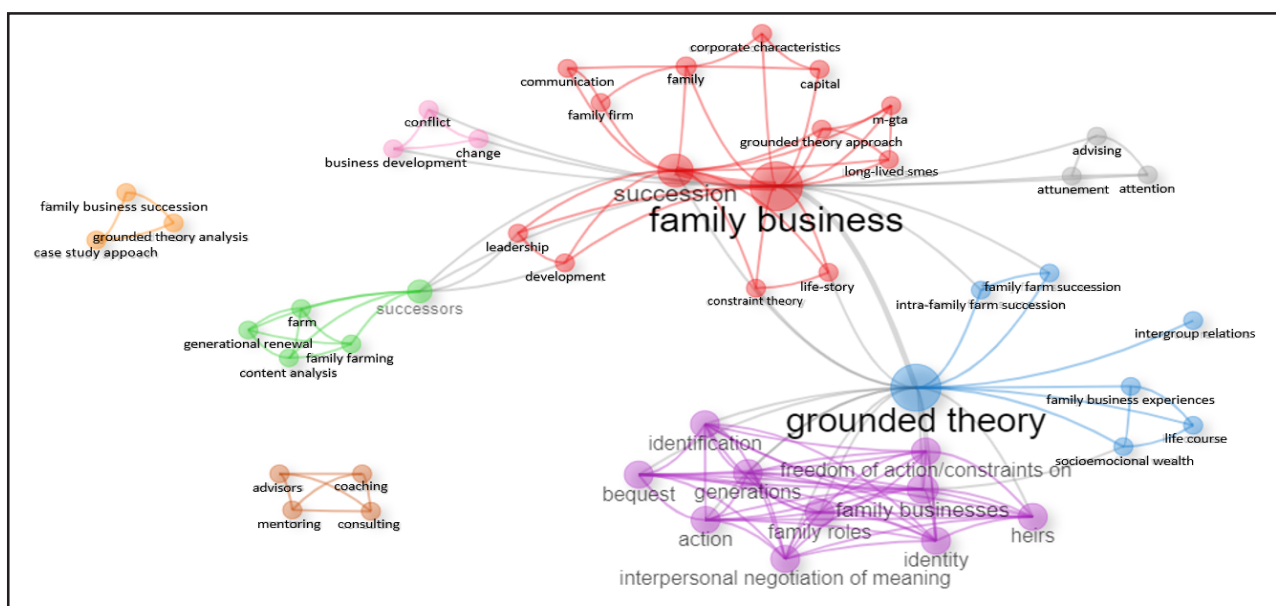 corporate characteristics
communication
family
capital
family firm
m-gta
conflict
grounded theory approach
advising
business development
change
long-lived smes
succession
attunement
attention
family business succession
family business
grounded theory analysis
leadership
case study appoach
development
family farm succession
life-story
constraint theory
intra-family farm succession
successors
farm
intergroup relations
generational renewal
family farming
content analysis
family business experiences
grounded theory
identification
life course
socioemocional wealth
freedom of action/constraints on
advisors
coaching
bequest
generations
family businesses
mentoring
consulting
family roles
action
heirs
identity
interpersonal negotiation of meaning